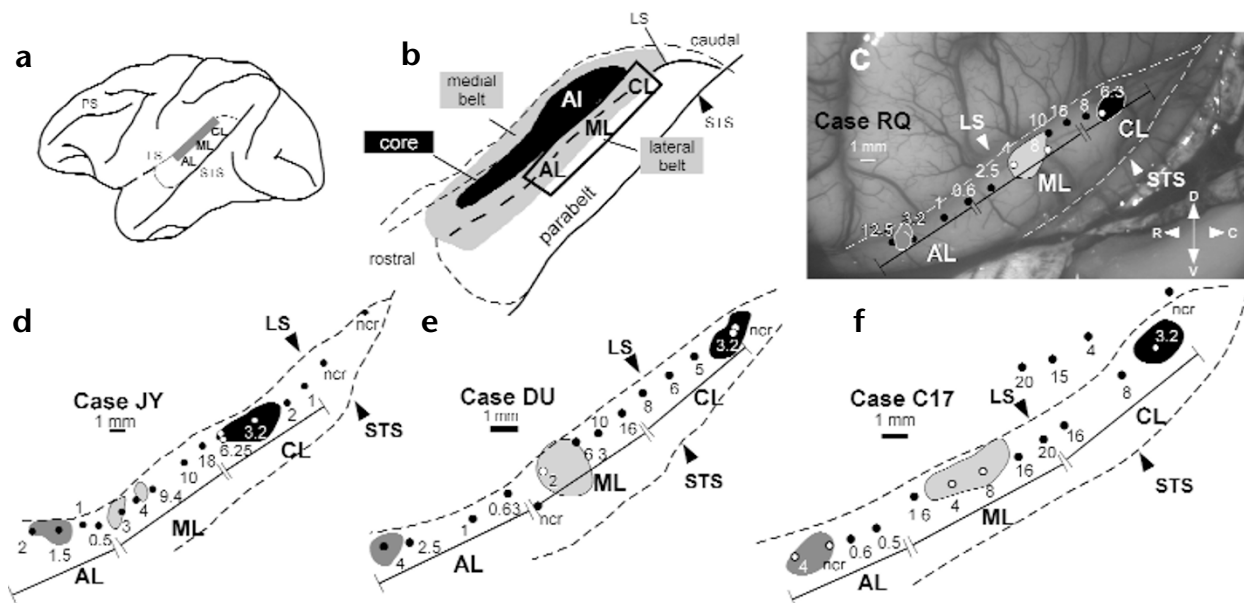 a
PS
CL
ML
AL
LS
STS
b
LS
caudal
medial
belt
AI
CL
STS
core
ML
AL
lateral
belt
parabelt
rostral
c
Case RQ
1 mm
LS
6.3
8
16
10
8
4
2.5
0.6
1
3.2
12.5
CL
ML
AL
STS
D
R
C
V
d
LS
ncr
ncr
Case JY
1 mm
1
2
3.2
6.25
18
10
9.4
4
3
0.5
1
1.5
2
CL
STS
ML
AL
e
LS
ncr
3.2
Case DU
1 mm
5
6
8
16
10
6 3
2
ncr
0.63
1
2.5
4
CL
STS
ML
AL
f
ncr
3.2
4
15
20
LS
8
Case C17
1 mm
CL
16
20
16
8
4
1 6
0.5
0.6
ncr
4
STS
ML
AL